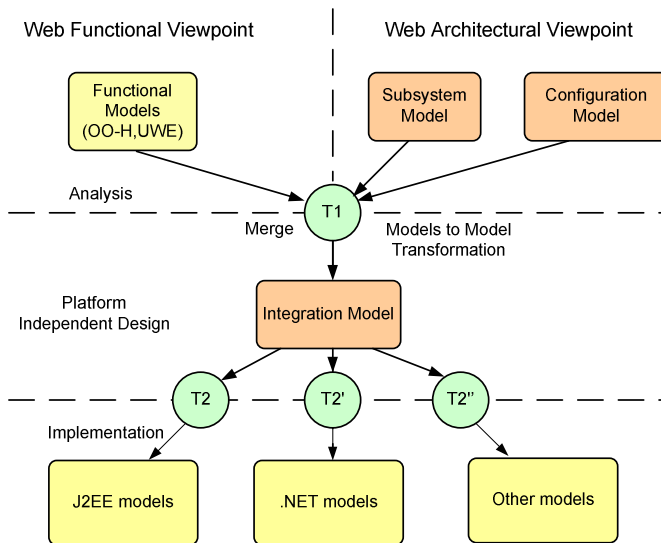 Web Functional Viewpoint
Web Architectural Viewpoint
Functional
Models
(OO-H,UWE)
Subsystem
Model
Configuration
Model
Analysis
T1
Merge
Models to Model
Transformation
Platform
Independent Design
Integration Model
T2
T2'
T2''
Implementation
J2EE models
.NET models
Other models